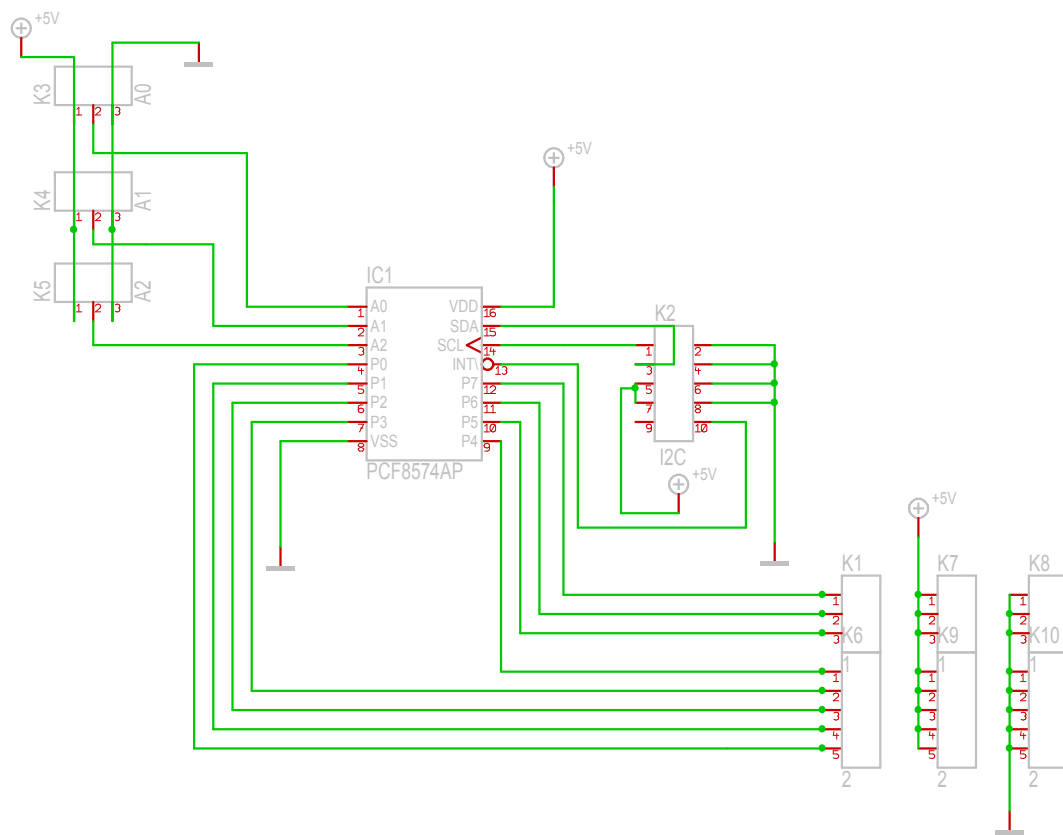 +5V
K3
A0
1 2 3
K4
A1
1 2 3
K5
A2
1 2 3
+5V
IC1
K2
1 A0 VDD 16
2 A1 SDA 15
3 A2 SCL 14
4 P0 INT\ 13
5 P1 P7 12
6 P2 P6 11
7 P3 P5 10
8 VSS P4 9
PCF8574AP
1 2
3 4
5 6
7 8
9 10
I2C
+5V
+5V
K1 K7 K8
1 1 1
2 2 2
3 3 3
K6 K9 K10
1 1 1
1 1 1
2 2 2
3 3 3
4 4 4
5 5 5
2 2 2